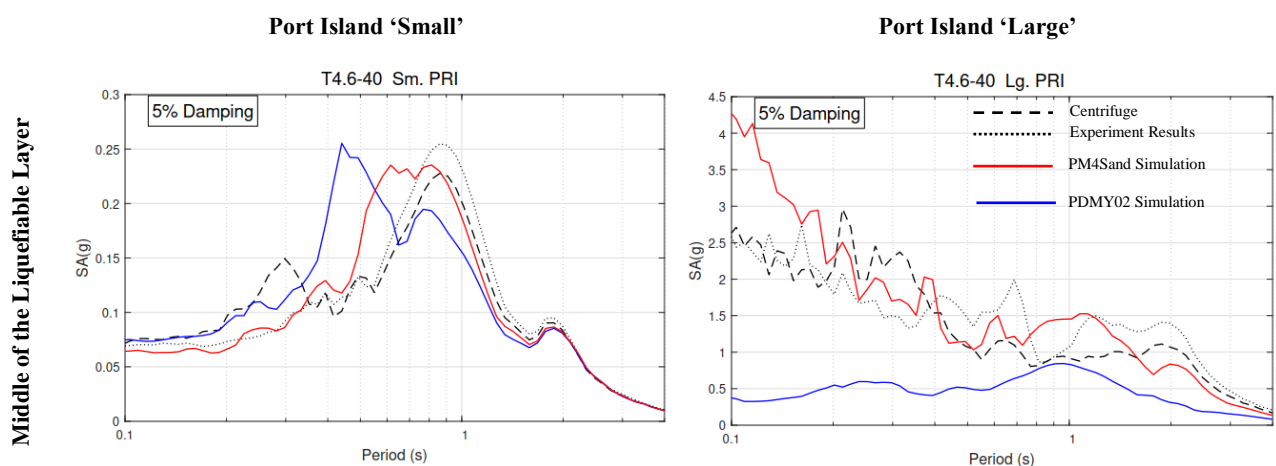 Port Island ‘Small’
Port Island ‘Large’
Middle of the Liquefiable Layer
T4.6-40 Sm. PRI
5% Damping
SA(g)
0.3
0.25
0.2
0.15
0.1
0.05
0
0.1
1
Period (s)
T4.6-40 Lg. PRI
5% Damping
Centrifuge
Experiment Results
PM4Sand Simulation
PDMY02 Simulation
SA(g)
4.5
4
3.5
3
2.5
2
1.5
1
0.5
0
0.1
1
Period (s)